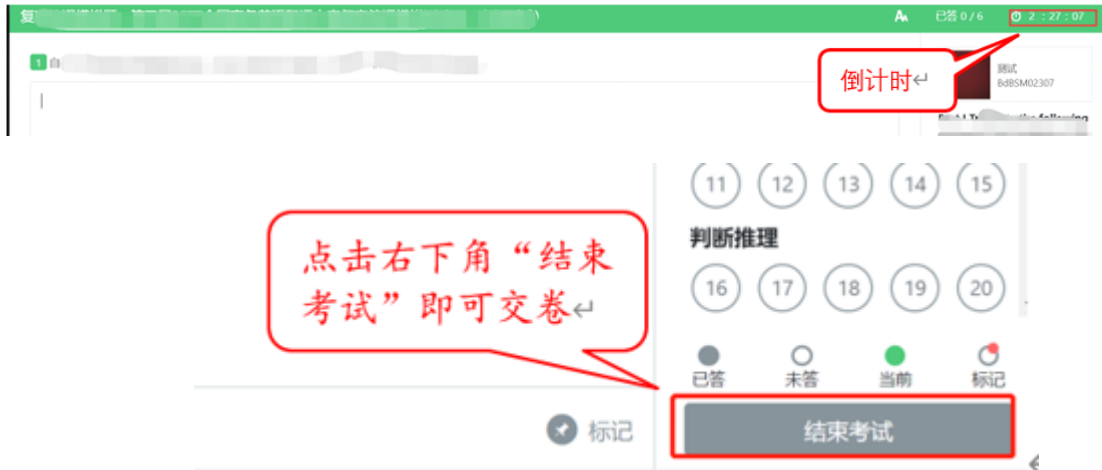 已答 0 / 6
2 : 27 : 07
1
倒计时
测试
BdBSM02307
following
11 12 13 14 15
判断推理
16 17 18 19 20
点击右下角“结束
考试”即可交卷
已答 未答 当前 标记
标记
结束考试